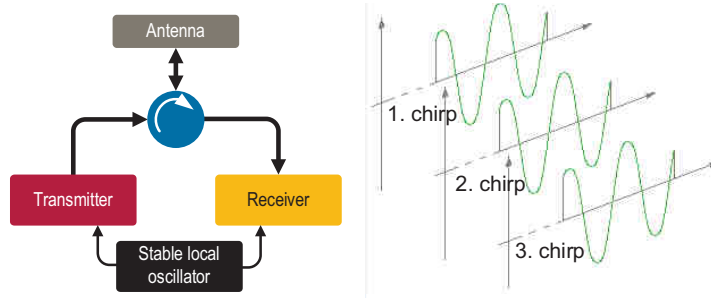 Antenna
Transmitter
Receiver
Stable local
oscillator
1. chirp
2. chirp
3. chirp